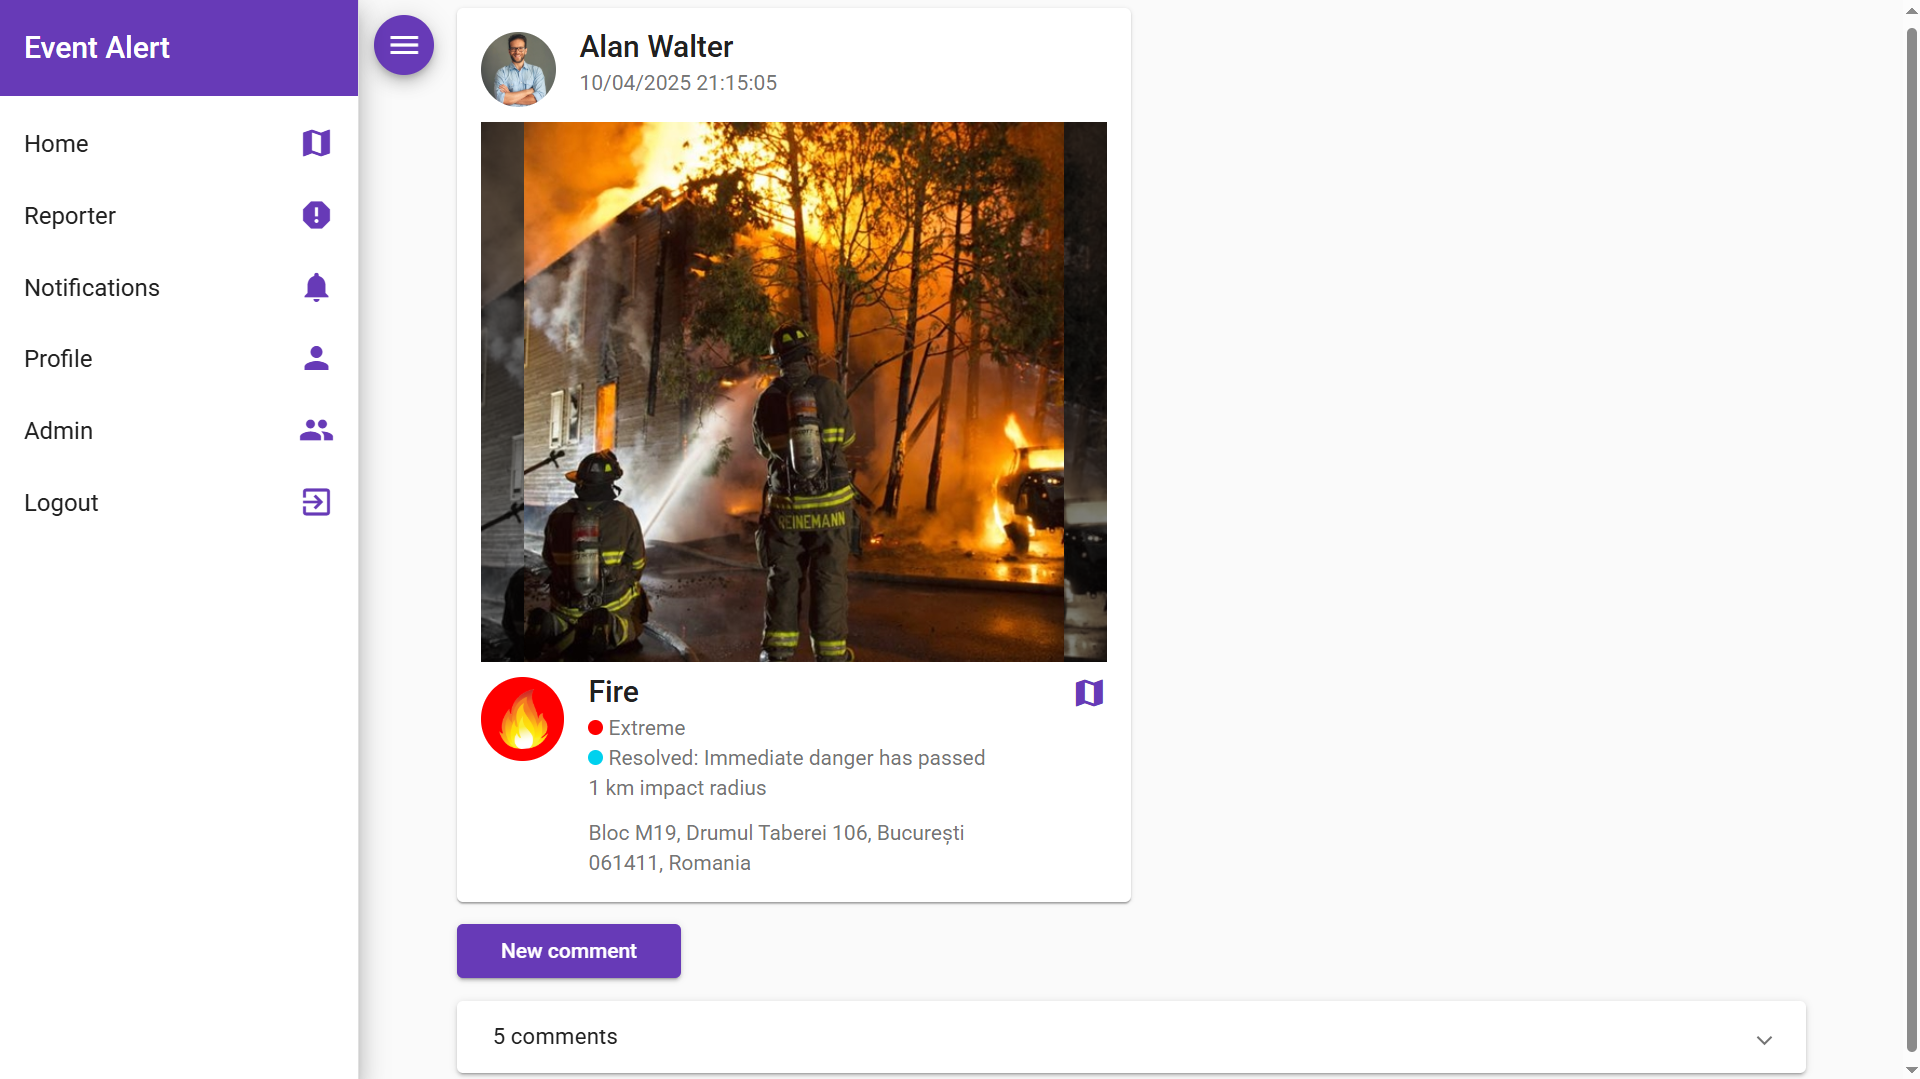 Event Alert
Home
Reporter
Notifications
Profile
Admin
Logout
Alan Walter
10/04/2025 21:15:05
REINEMANN
Fire
Extreme
Resolved: Immediate danger has passed
1 km impact radius
Bloc M19, Drumul Taberei 106, București
061411, Romania
New comment
5 comments